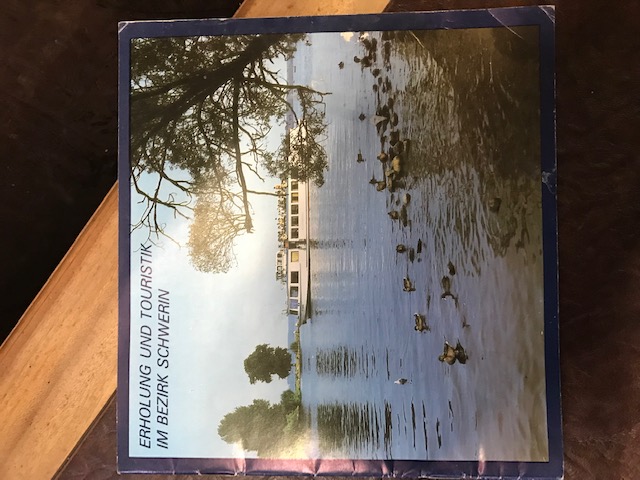 ERHOLUNG UND TOURISTIK
IM BEZIRK SCHWERIN